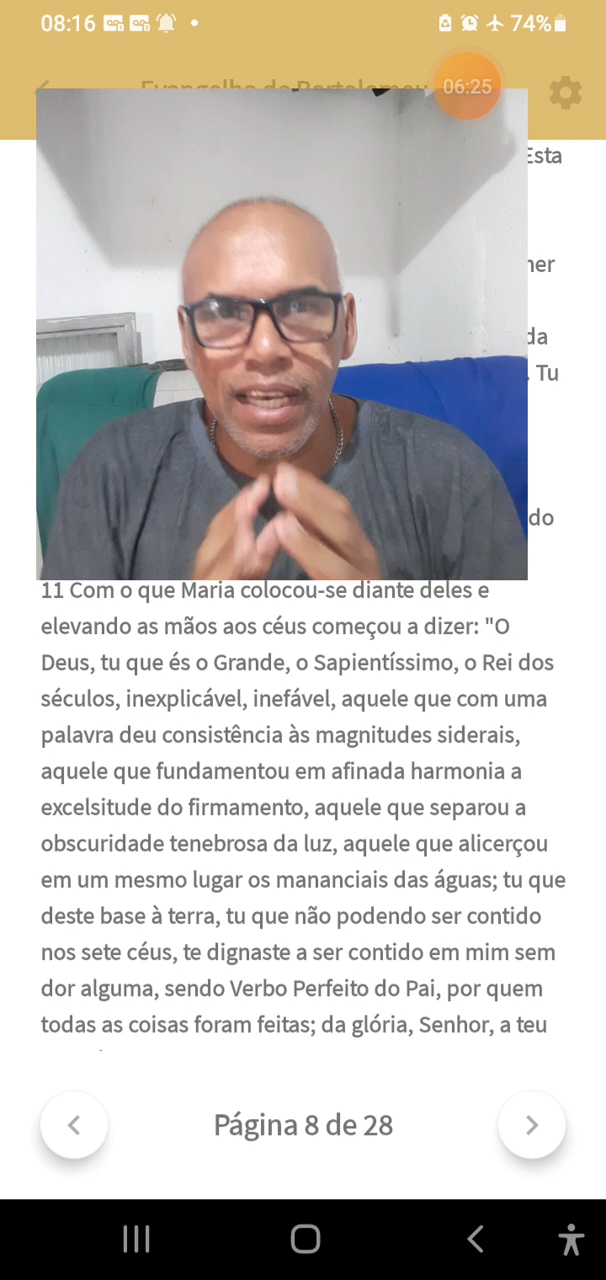 08:16
74%
Evangelho de Bartolomeu
06:25
Esta
da
. Tu
do
11 Com o que Maria colocou-se diante deles e
elevando as mãos aos céus começou a dizer: "O
Deus, tu que és o Grande, o Sapientíssimo, o Rei dos
séculos, inexplicável, inefável, aquele que com uma
palavra deu consistência às magnitudes siderais,
aquele que fundamentou em afinada harmonia a
excelsitude do firmamento, aquele que separou a
obscuridade tenebrosa da luz, aquele que alicerçou
em um mesmo lugar os mananciais das águas; tu que
deste base à terra, tu que não podendo ser contido
nos sete céus, te dignaste a ser contido em mim sem
dor alguma, sendo Verbo Perfeito do Pai, por quem
todas as coisas foram feitas; da glória, Senhor, a teu
Página 8 de 28